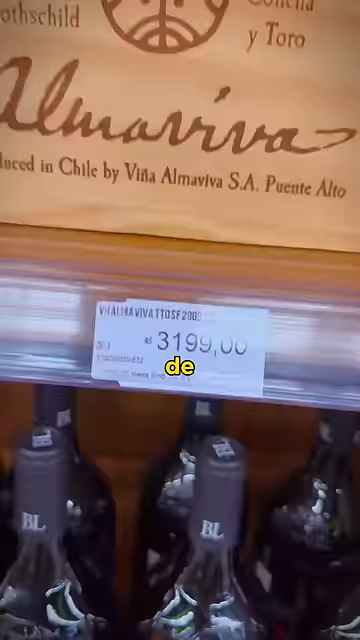 othschild
Concha
y Toro
Almaviva
duced in Chile by Viña Almaviva S.A. Puente Alto
R$ 3199,00
de
BL
BL